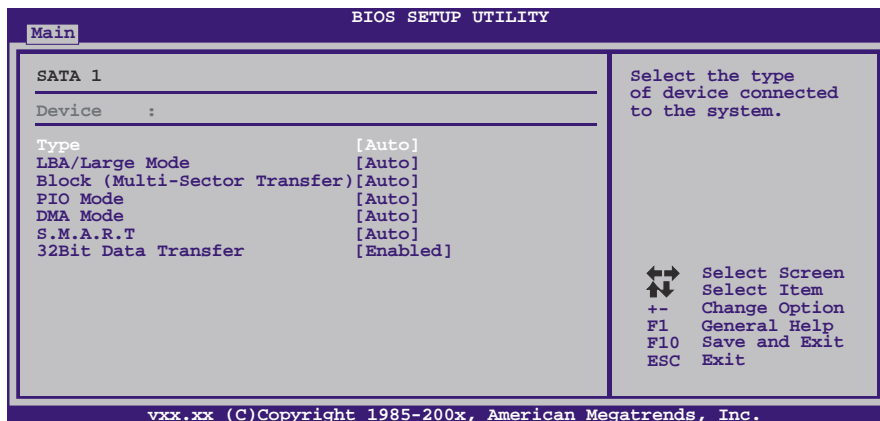 BIOS SETUP UTILITY
Main
SATA 1
Device :
Type [Auto]
LBA/Large Mode [Auto]
Block (Multi-Sector Transfer)[Auto]
PIO Mode [Auto]
DMA Mode [Auto]
S.M.A.R.T [Auto]
32Bit Data Transfer [Enabled]
Select the type
of device connected
to the system.
Select Screen
Select Item
+- Change Option
F1 General Help
F10 Save and Exit
ESC Exit
vxx.xx (C)Copyright 1985-200x, American Megatrends, Inc.